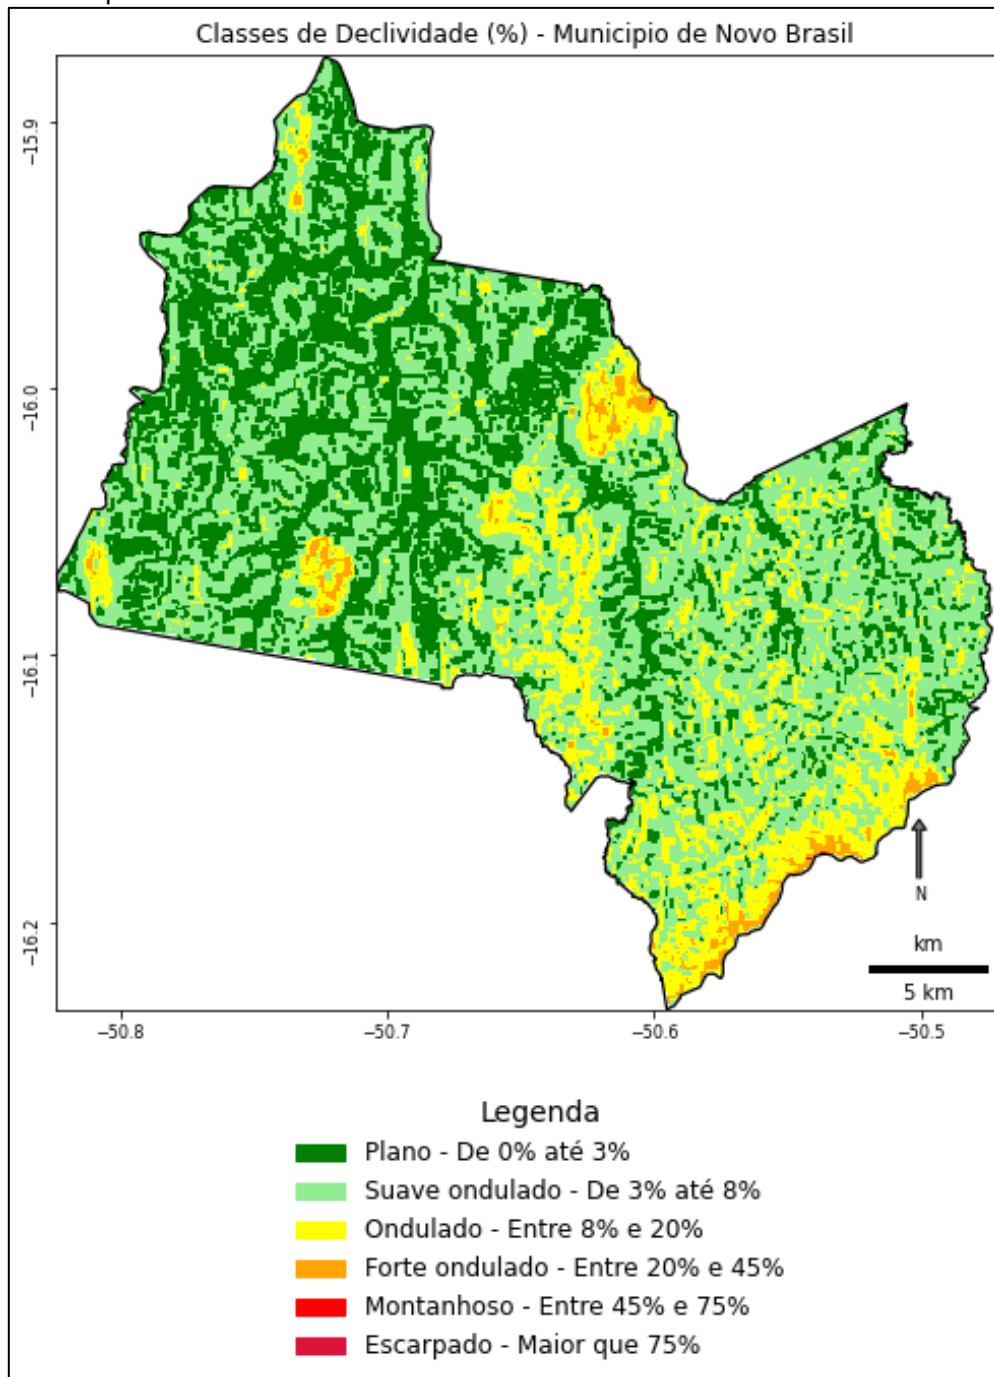 Classes de Declividade (%) - Municipio de Novo Brasil
−15.9
−16.0
−16.1
−16.2
N
km
5 km
−50.8
−50.7
−50.6
−50.5
Legenda
Plano - De 0% até 3%
Suave ondulado - De 3% até 8%
Ondulado - Entre 8% e 20%
Forte ondulado - Entre 20% e 45%
Montanhoso - Entre 45% e 75%
Escarpado - Maior que 75%